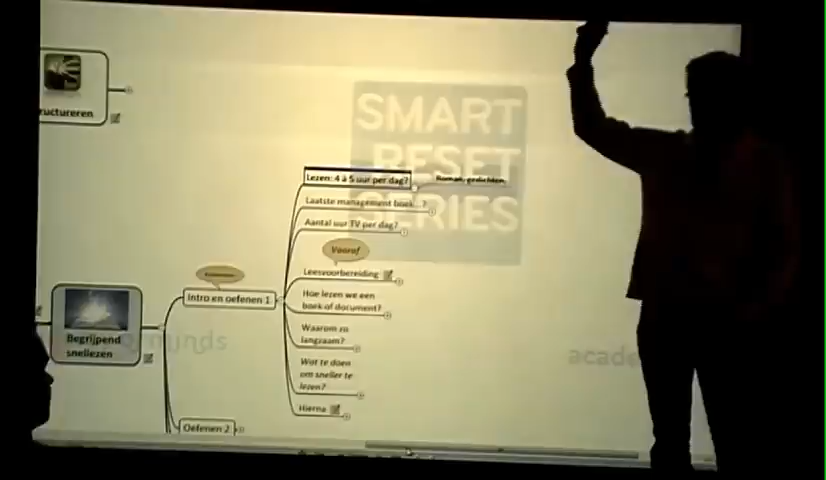 ructureren
SMART
RESET
SERIES
Lezen: 4 à 5 uur per dag?
Roman, gedichten,
Laatste management boek...?
Aantal uur TV per dag?
Vooraf
Leesvoorbereiding
Intro en oefenen 1
Hoe lezen we een
boek of document?
Waarom zo
langzaam?
Wat te doen
om sneller te
lezen?
Hierna
Begrijpend
snellezen
minds
acade
Oefenen 2